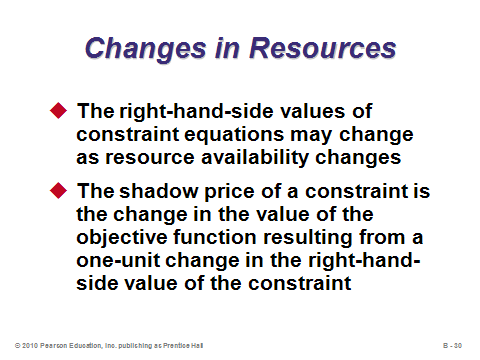 Changes in Resources
The right-hand-side values of
constraint equations may change
as resource availability changes
The shadow price of a constraint is
the change in the value of the
objective function resulting from a
one-unit change in the right-hand-
side value of the constraint
© 2010 Pearson Education, Inc. publishing as Prentice Hall
B - 30